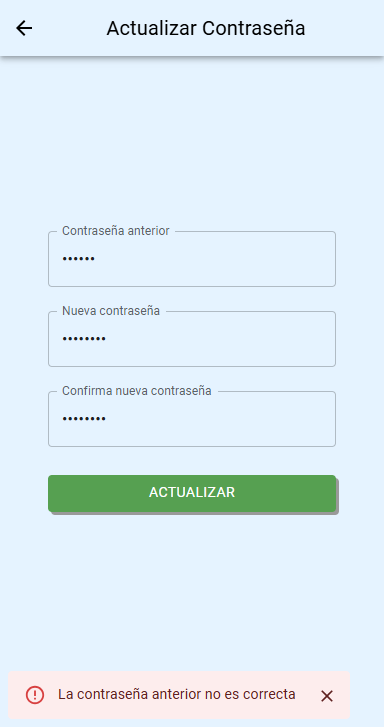 Actualizar Contraseña
Contraseña anterior
••••••
Nueva contraseña
••••••••
Confirma nueva contraseña
••••••••
ACTUALIZAR
La contraseña anterior no es correcta